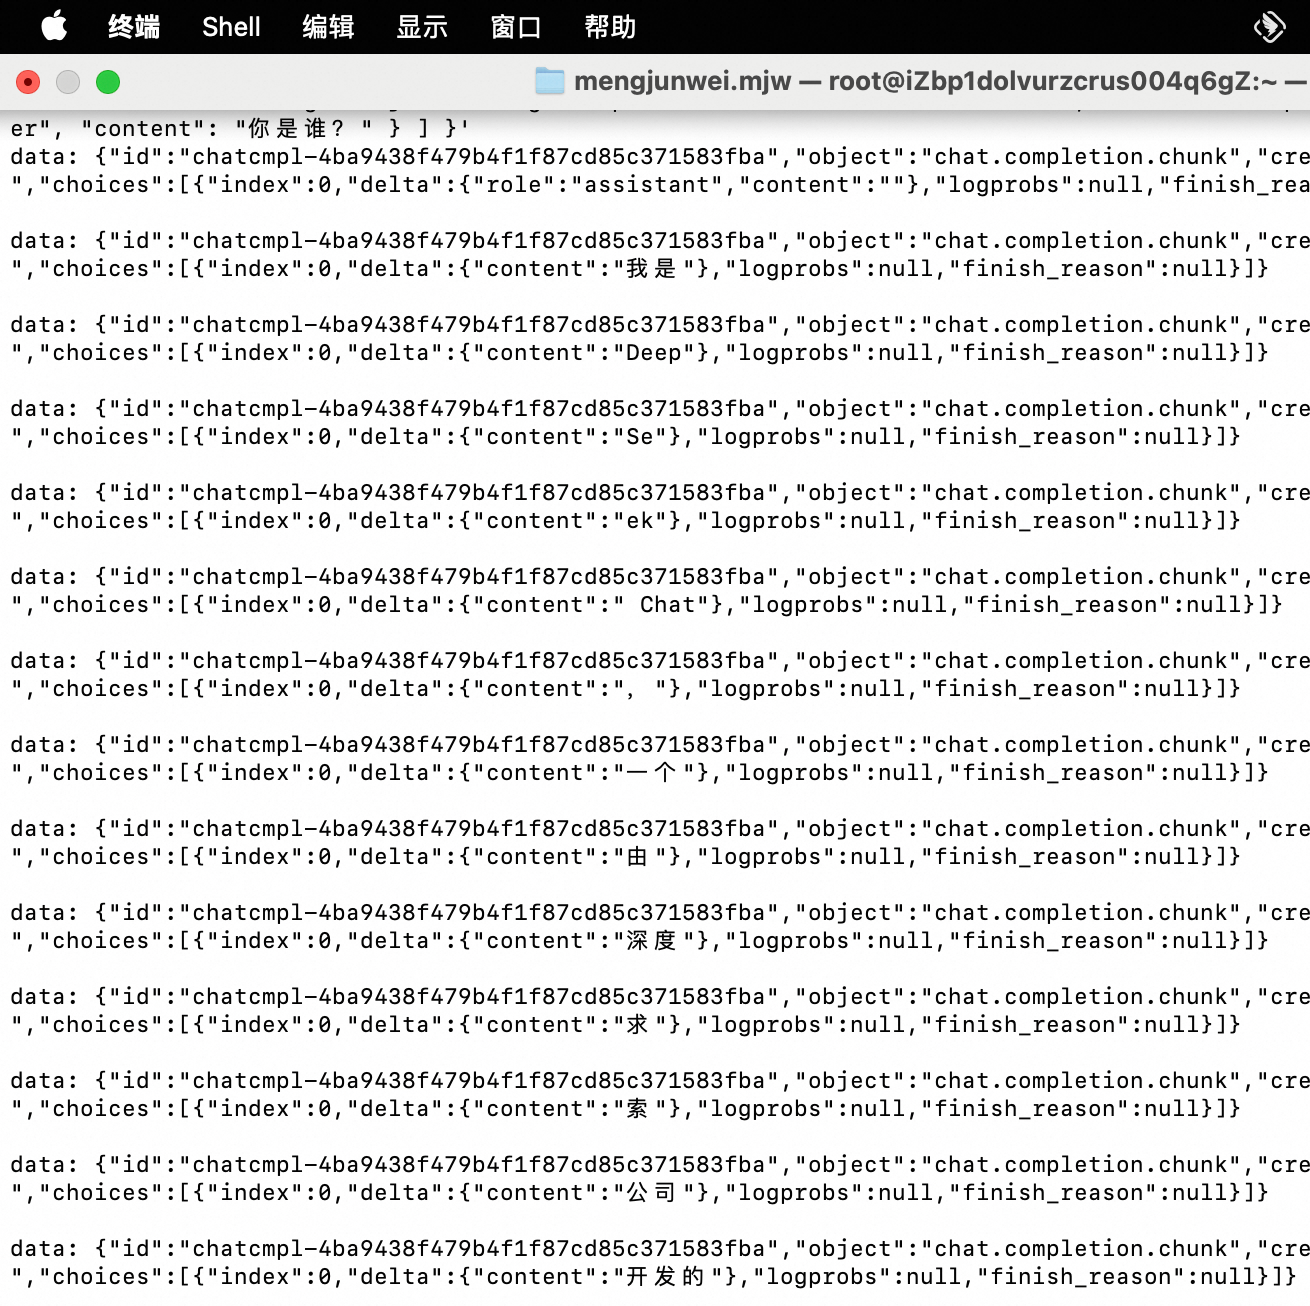 终端 Shell 编辑 显示 窗口 帮助
mengjunwei.mjw — root@iZbp1dolvurzcrus004q6gZ:~ —
er", "content": "你是谁？" } ] }'
data: {"id":"chatcmpl-4ba9438f479b4f1f87cd85c371583fba","object":"chat.completion.chunk","cre
","choices":[{"index":0,"delta":{"role":"assistant","content":""},"logprobs":null,"finish_rea
data: {"id":"chatcmpl-4ba9438f479b4f1f87cd85c371583fba","object":"chat.completion.chunk","cre
","choices":[{"index":0,"delta":{"content":"我是"},"logprobs":null,"finish_reason":null}]}
data: {"id":"chatcmpl-4ba9438f479b4f1f87cd85c371583fba","object":"chat.completion.chunk","cre
","choices":[{"index":0,"delta":{"content":"Deep"},"logprobs":null,"finish_reason":null}]}
data: {"id":"chatcmpl-4ba9438f479b4f1f87cd85c371583fba","object":"chat.completion.chunk","cre
","choices":[{"index":0,"delta":{"content":"Se"},"logprobs":null,"finish_reason":null}]}
data: {"id":"chatcmpl-4ba9438f479b4f1f87cd85c371583fba","object":"chat.completion.chunk","cre
","choices":[{"index":0,"delta":{"content":"ek"},"logprobs":null,"finish_reason":null}]}
data: {"id":"chatcmpl-4ba9438f479b4f1f87cd85c371583fba","object":"chat.completion.chunk","cre
","choices":[{"index":0,"delta":{"content":" Chat"},"logprobs":null,"finish_reason":null}]}
data: {"id":"chatcmpl-4ba9438f479b4f1f87cd85c371583fba","object":"chat.completion.chunk","cre
","choices":[{"index":0,"delta":{"content":"，"},"logprobs":null,"finish_reason":null}]}
data: {"id":"chatcmpl-4ba9438f479b4f1f87cd85c371583fba","object":"chat.completion.chunk","cre
","choices":[{"index":0,"delta":{"content":"一个"},"logprobs":null,"finish_reason":null}]}
data: {"id":"chatcmpl-4ba9438f479b4f1f87cd85c371583fba","object":"chat.completion.chunk","cre
","choices":[{"index":0,"delta":{"content":"由"},"logprobs":null,"finish_reason":null}]}
data: {"id":"chatcmpl-4ba9438f479b4f1f87cd85c371583fba","object":"chat.completion.chunk","cre
","choices":[{"index":0,"delta":{"content":"深度"},"logprobs":null,"finish_reason":null}]}
data: {"id":"chatcmpl-4ba9438f479b4f1f87cd85c371583fba","object":"chat.completion.chunk","cre
","choices":[{"index":0,"delta":{"content":"求"},"logprobs":null,"finish_reason":null}]}
data: {"id":"chatcmpl-4ba9438f479b4f1f87cd85c371583fba","object":"chat.completion.chunk","cre
","choices":[{"index":0,"delta":{"content":"索"},"logprobs":null,"finish_reason":null}]}
data: {"id":"chatcmpl-4ba9438f479b4f1f87cd85c371583fba","object":"chat.completion.chunk","cre
","choices":[{"index":0,"delta":{"content":"公司"},"logprobs":null,"finish_reason":null}]}
data: {"id":"chatcmpl-4ba9438f479b4f1f87cd85c371583fba","object":"chat.completion.chunk","cre
","choices":[{"index":0,"delta":{"content":"开发的"},"logprobs":null,"finish_reason":null}]}